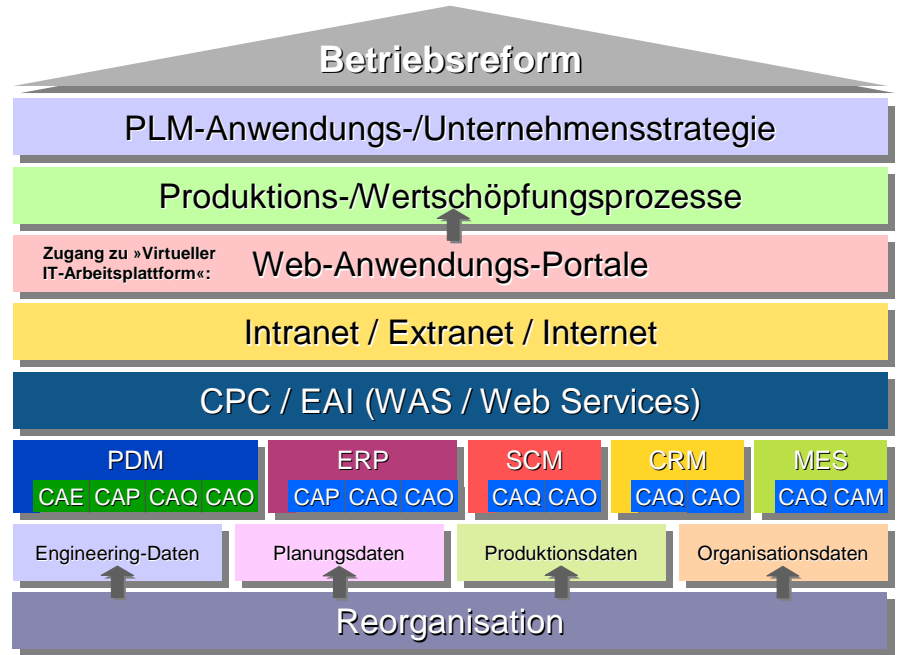 Betriebsreform
PLM-Anwendungs-/Unternehmensstrategie
Produktions-/Wertschöpfungsprozesse
Zugang zu »Virtueller
IT-Arbeitsplattform«:
Web-Anwendungs-Portale
Intranet / Extranet / Internet
CPC / EAI (WAS / Web Services)
PDM
CAE CAP CAQ CAO
ERP
CAP CAQ CAO
SCM
CAQ CAO
CRM
CAQ CAO
MES
CAQ CAM
Engineering-Daten
Planungsdaten
Produktionsdaten
Organisationsdaten
Reorganisation